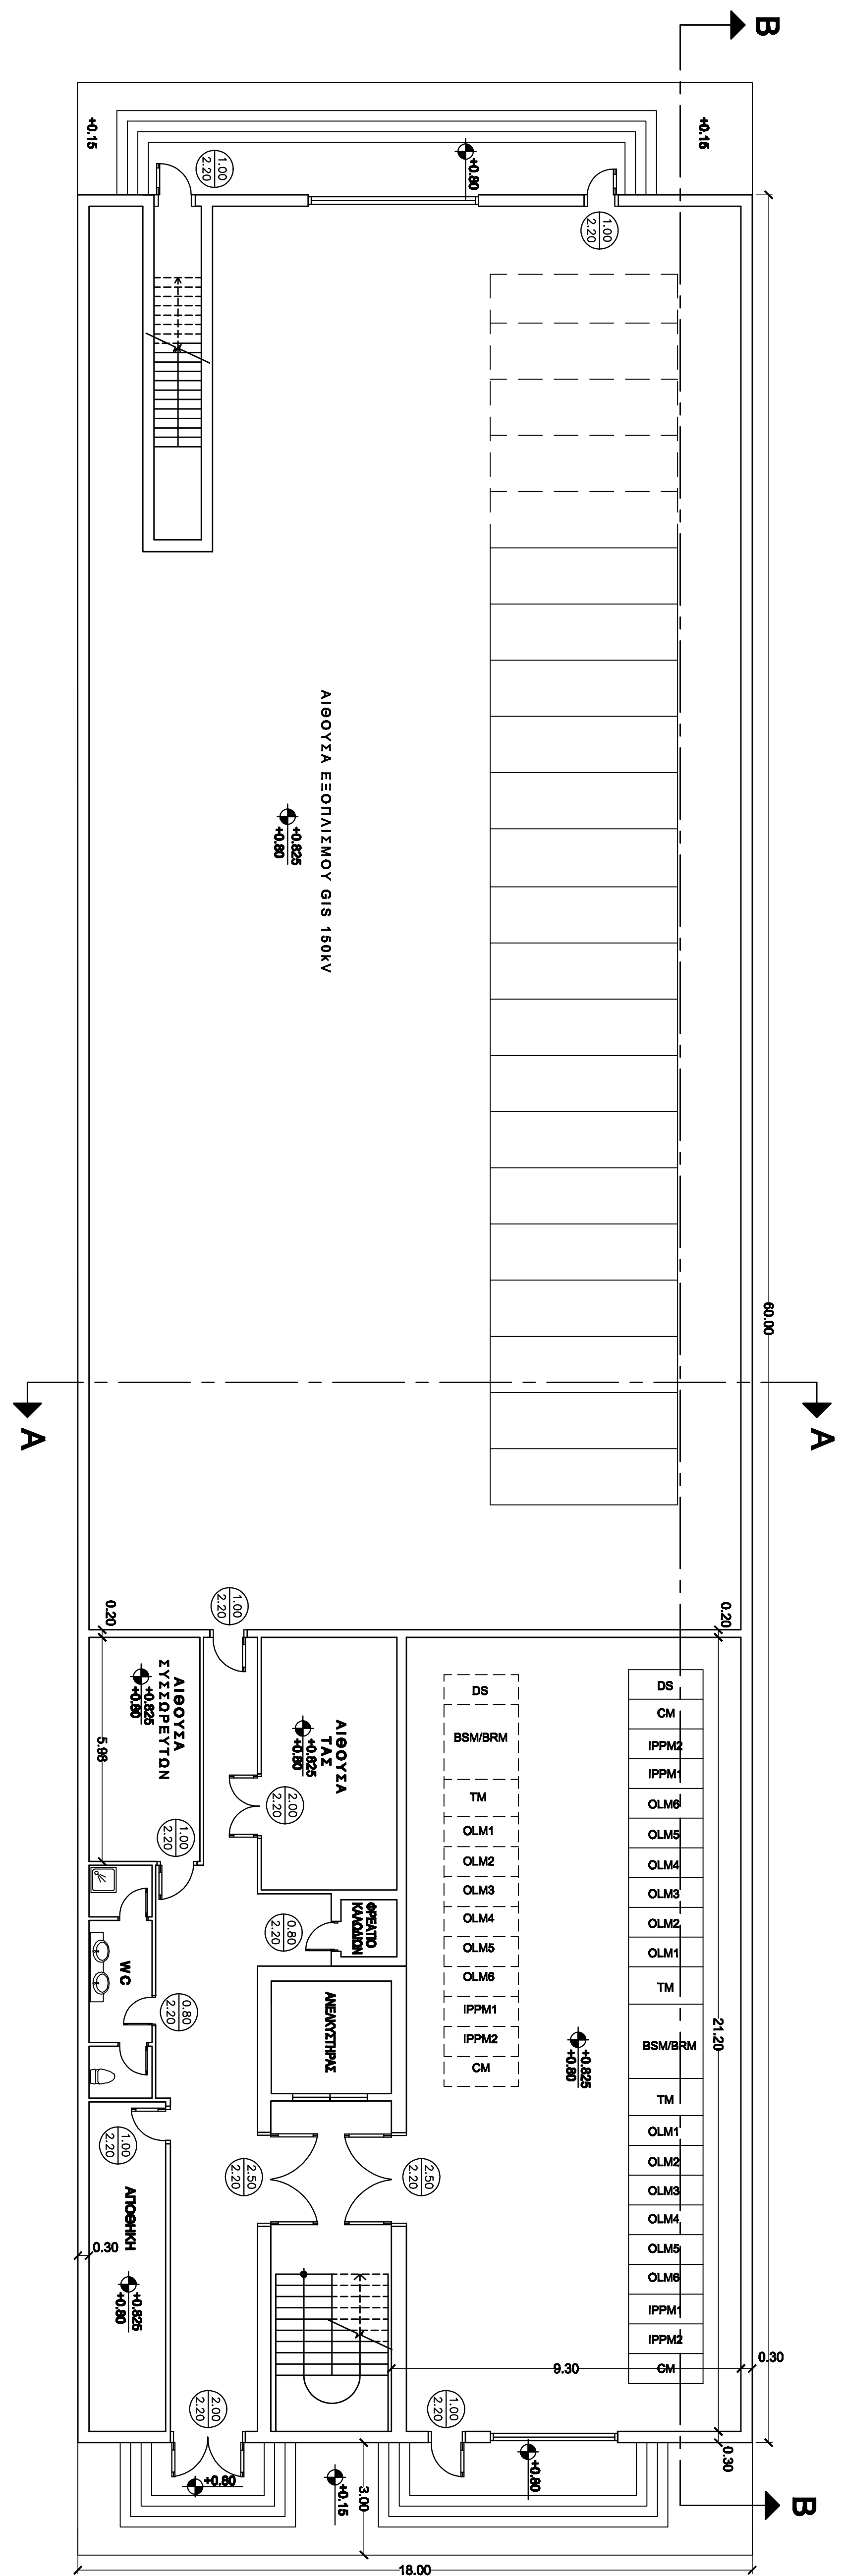 B
+0.15
+0.15
1.00
2.20
+0.80
1.00
2.20
ΑΙΘΟΥΣΑ ΕΞΟΠΛΙΣΜΟΥ GIS 150kV
+0.825
+0.80
60.00
A
A
1.00
2.20
0.20
0.20
ΑΙΘΟΥΣΑ
ΣΥΣΣΩΡΕΥΤΩΝ
+0.825
+0.80
5.98
1.00
2.20
ΑΙΘΟΥΣΑ
ΤΑΣ
+0.825
+0.80
2.00
2.20
ΦΡΕΑΤΙΟ
ΚΑΛΩΔΙΩΝ
0.80
2.20
WC
0.80
2.20
ΑΝΕΛΚΥΣΤΗΡΑΣ
DS
BSM/BRM
TM
OLM1
OLM2
OLM3
OLM4
OLM5
OLM6
IPPM1
IPPM2
CM
+0.825
+0.80
DS
CM
IPPM2
IPPM1
OLM6
OLM5
OLM4
OLM3
OLM2
OLM1
TM
BSM/BRM
TM
OLM1
OLM2
OLM3
OLM4
OLM5
OLM6
IPPM1
IPPM2
CM
21.20
1.00
2.20
2.50
2.20
2.50
2.20
ΑΠΟΘΗΚΗ
+0.825
+0.80
0.30
9.30
0.30
0.30
2.00
2.20
1.00
2.20
+0.80
+0.15
3.00
+0.80
B
18.00